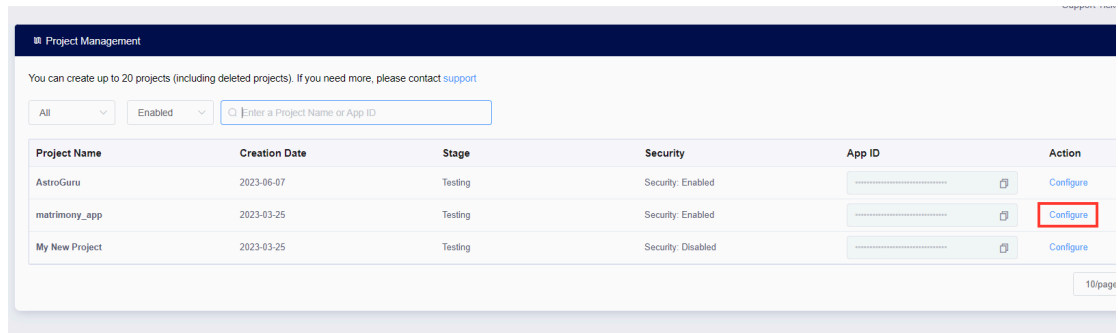 Project Management
You can create up to 20 projects (including deleted projects). If you need more, please contact support
All Enabled Enter a Project Name or App ID
Project Name Creation Date Stage Security App ID Action
AstroGuru 2023-06-07 Testing Security: Enabled ****************************** Configure
matrimony_app 2023-03-25 Testing Security: Enabled ****************************** Configure
My New Project 2023-03-25 Testing Security: Disabled ****************************** Configure
10/page